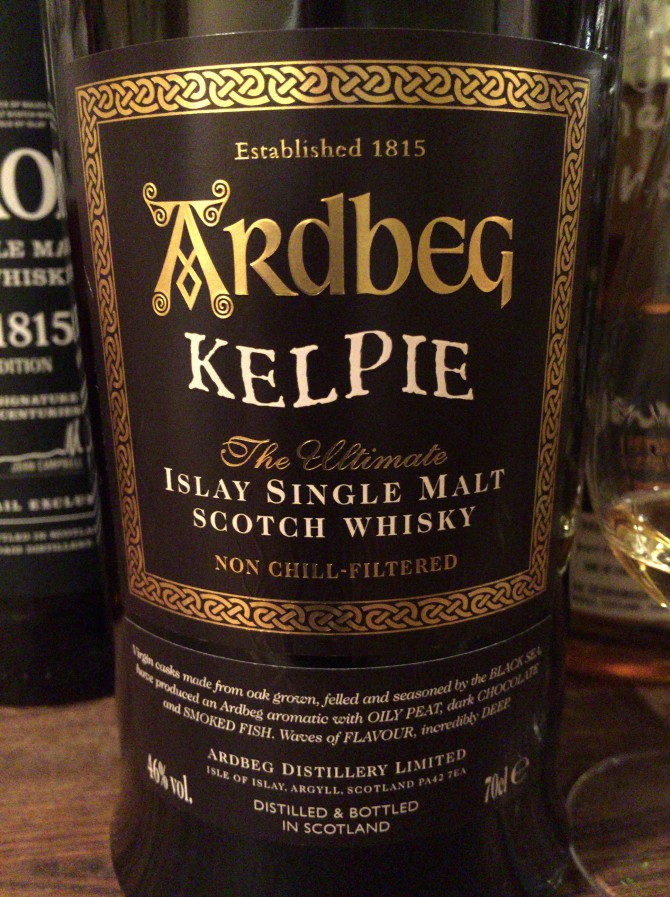 Established 1815
ARdbEG
KELPIE
The Ultimate
ISLAY SINGLE MALT
SCOTCH WHISKY
NON CHILL-FILTERED
Virgin casks made from oak grown, felled and seasoned by the BLACK SEA,
have produced an Ardbeg aromatic with OILY PEAT, dark CHOCOLATE
and SMOKED FISH. Waves of FLAVOUR, incredibly DEEP.
46% vol.
ARDBEG DISTILLERY LIMITED
ISLE OF ISLAY, ARGYLL, SCOTLAND PA42 7EA
70cl e
DISTILLED & BOTTLED
IN SCOTLAND
1815
JOHN CAMPBELL